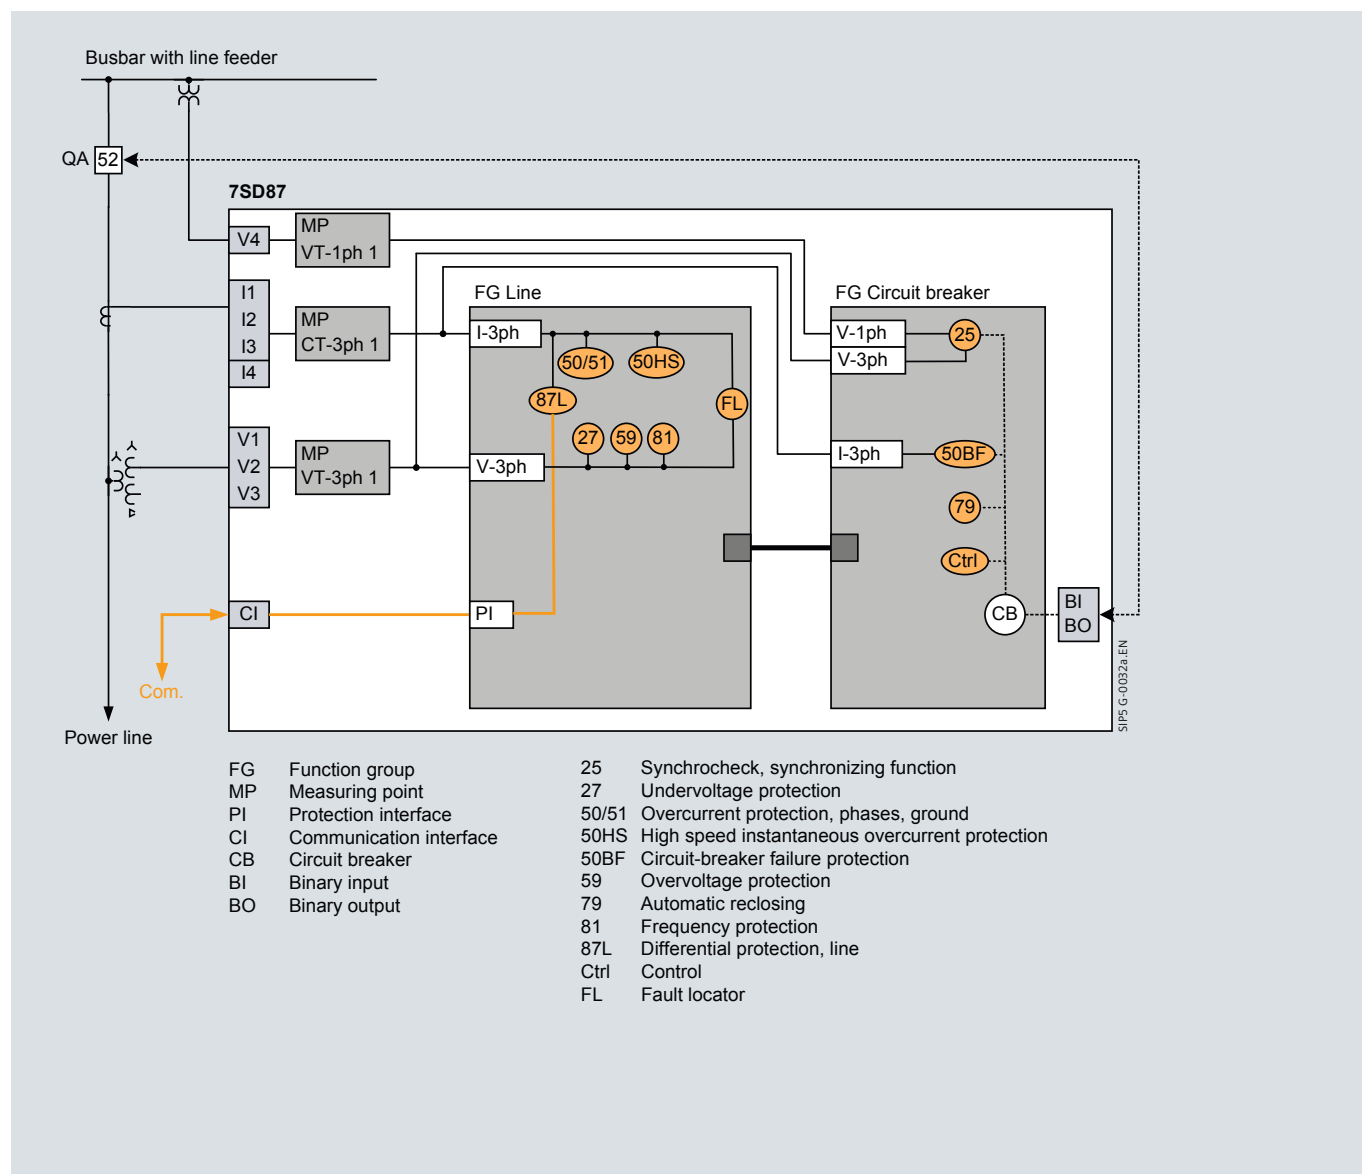 Busbar with line feeder
QA
52
7SD87
V4
MP
VT-1ph 1
I1
I2
I3
I4
MP
CT-3ph 1
V1
V2
V3
MP
VT-3ph 1
FG Line
I-3ph
50/51
50HS
87L
FL
27
59
81
V-3ph
PI
FG Circuit breaker
V-1ph
V-3ph
25
I-3ph
50BF
79
Ctrl
CB
BI
BO
CI
Com.
Power line
SIP5 G-0032a.EN
FG Function group
MP Measuring point
PI Protection interface
CI Communication interface
CB Circuit breaker
BI Binary input
BO Binary output
25 Synchrocheck, synchronizing function
27 Undervoltage protection
50/51 Overcurrent protection, phases, ground
50HS High speed instantaneous overcurrent protection
50BF Circuit-breaker failure protection
59 Overvoltage protection
79 Automatic reclosing
81 Frequency protection
87L Differential protection, line
Ctrl Control
FL Fault locator